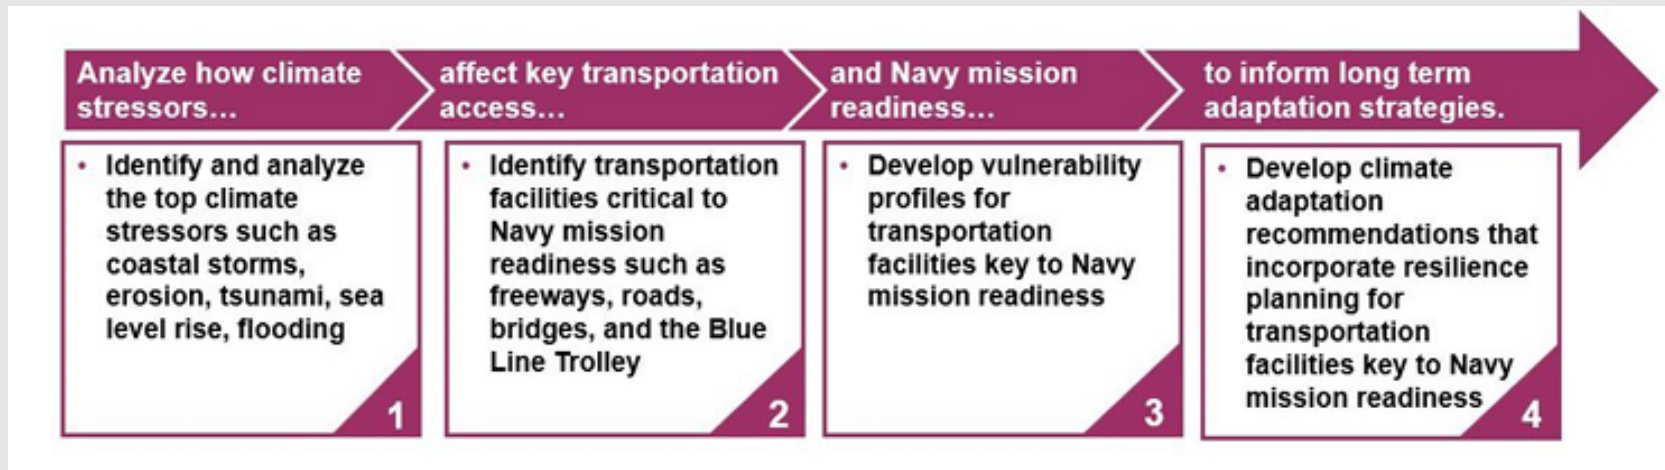 Analyze how climate
stressors...
affect key transportation
access...
and Navy mission
readiness...
to inform long term
adaptation strategies.
• Identify and analyze
the top climate
stressors such as
coastal storms,
erosion, tsunami, sea
level rise, flooding
1
• Identify transportation
facilities critical to
Navy mission
readiness such as
freeways, roads,
bridges, and the Blue
Line Trolley
2
• Develop vulnerability
profiles for
transportation
facilities key to Navy
mission readiness
3
• Develop climate
adaptation
recommendations that
incorporate resilience
planning for
transportation
facilities key to Navy
mission readiness
4